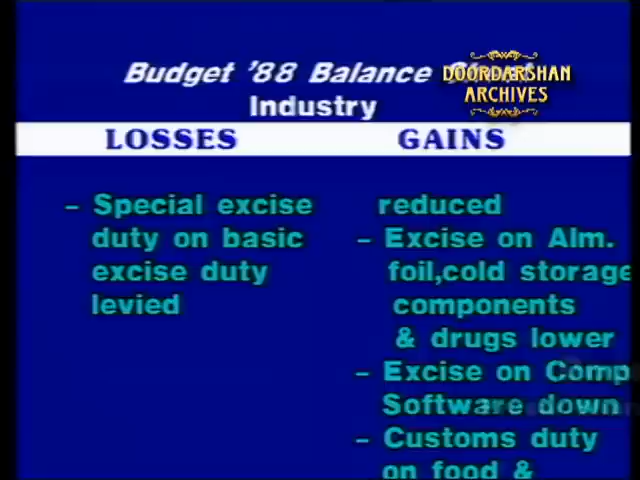 Budget '88 Balance
DOORDARSHAN
ARCHIVES
Industry
LOSSES
GAINS
– Special excise
duty on basic
excise duty
levied
reduced
– Excise on Alm.
foil,cold storage
components
& drugs lower
– Excise on Comp
Software down
– Customs duty
on food &